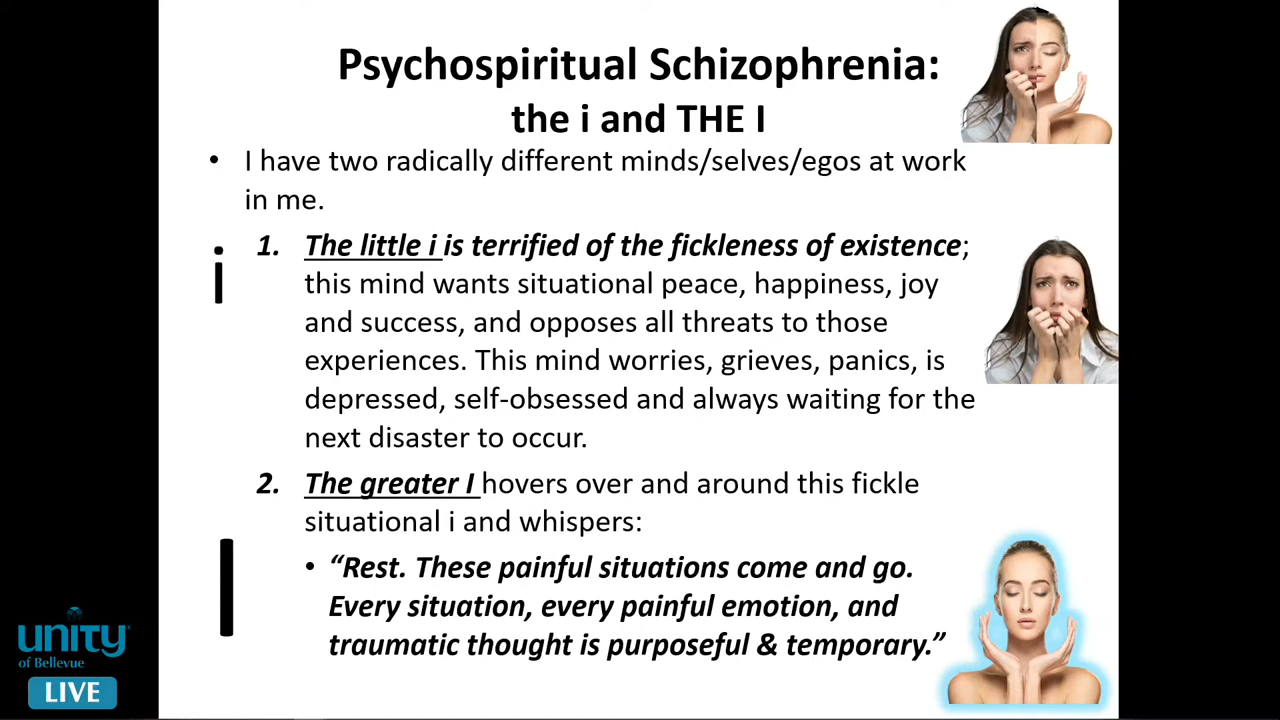 Psychospiritual Schizophrenia:
the i and THE I
• I have two radically different minds/selves/egos at work
in me.
i
1. The little i is terrified of the fickleness of existence;
this mind wants situational peace, happiness, joy
and success, and opposes all threats to those
experiences. This mind worries, grieves, panics, is
depressed, self-obsessed and always waiting for the
next disaster to occur.
2. The greater I hovers over and around this fickle
situational i and whispers:
I
• “Rest. These painful situations come and go.
Every situation, every painful emotion, and
traumatic thought is purposeful & temporary.”
unity
of Bellevue
LIVE